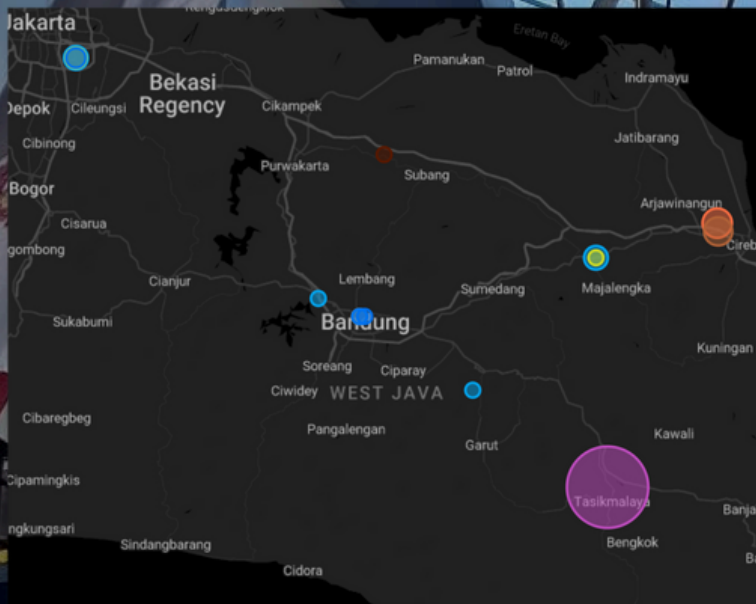 Jakarta
Rengasdengklok
Eretan Bay
Pamanukan
Patrol
Bekasi
Regency
Indramayu
Depok
Cileungsi
Cikampek
Cibinong
Jatibarang
Purwakarta
Subang
Bogor
Arjawinangun
Cisarua
Cireb
gombong
Lembang
Cianjur
Sumedang
Majalengka
Sukabumi
Bandung
Kuningan
Soreang
Ciparay
Ciwidey
WEST JAVA
Cibaregbeg
Pangalengan
Kawali
Garut
Cipamingkis
Tasikmalaya
Banja
ngkungsari
Sindangbarang
Bengkok
Cidora